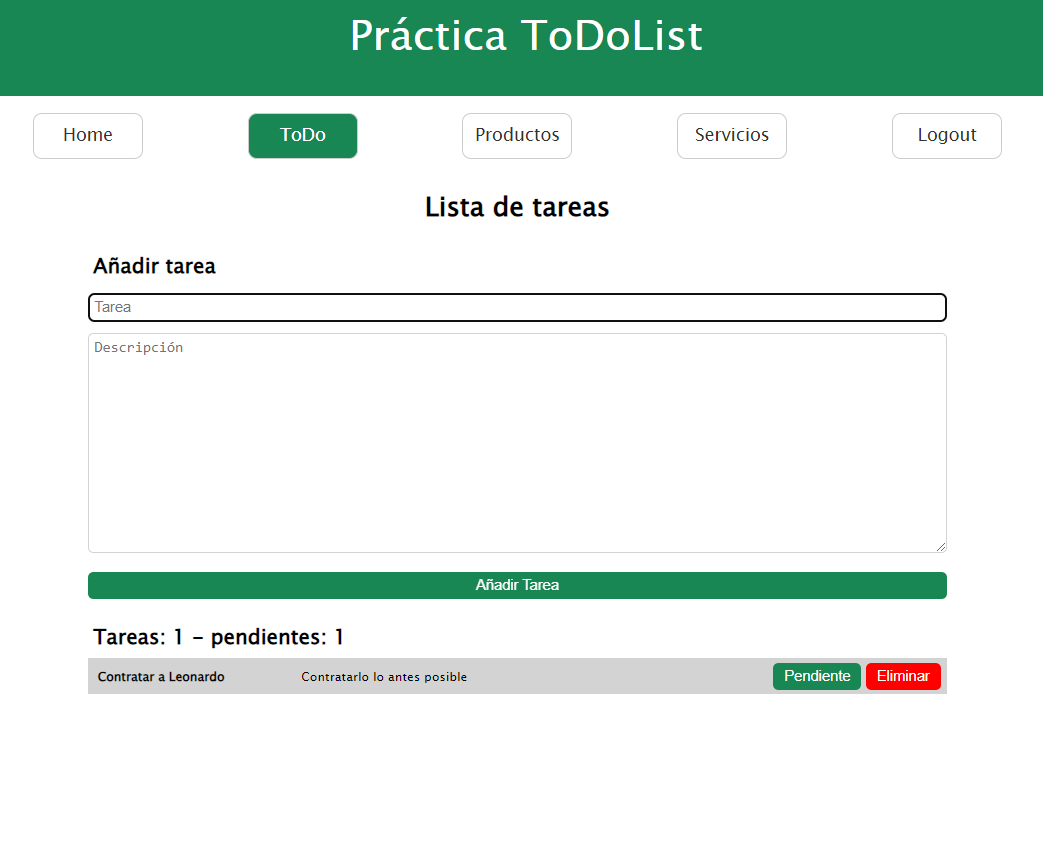 Práctica ToDoList
Home ToDo Productos Servicios Logout
Lista de tareas
Añadir tarea
Tarea
Descripción
Añadir Tarea
Tareas: 1 - pendientes: 1
Contratar a Leonardo Contratarlo lo antes posible Pendiente Eliminar